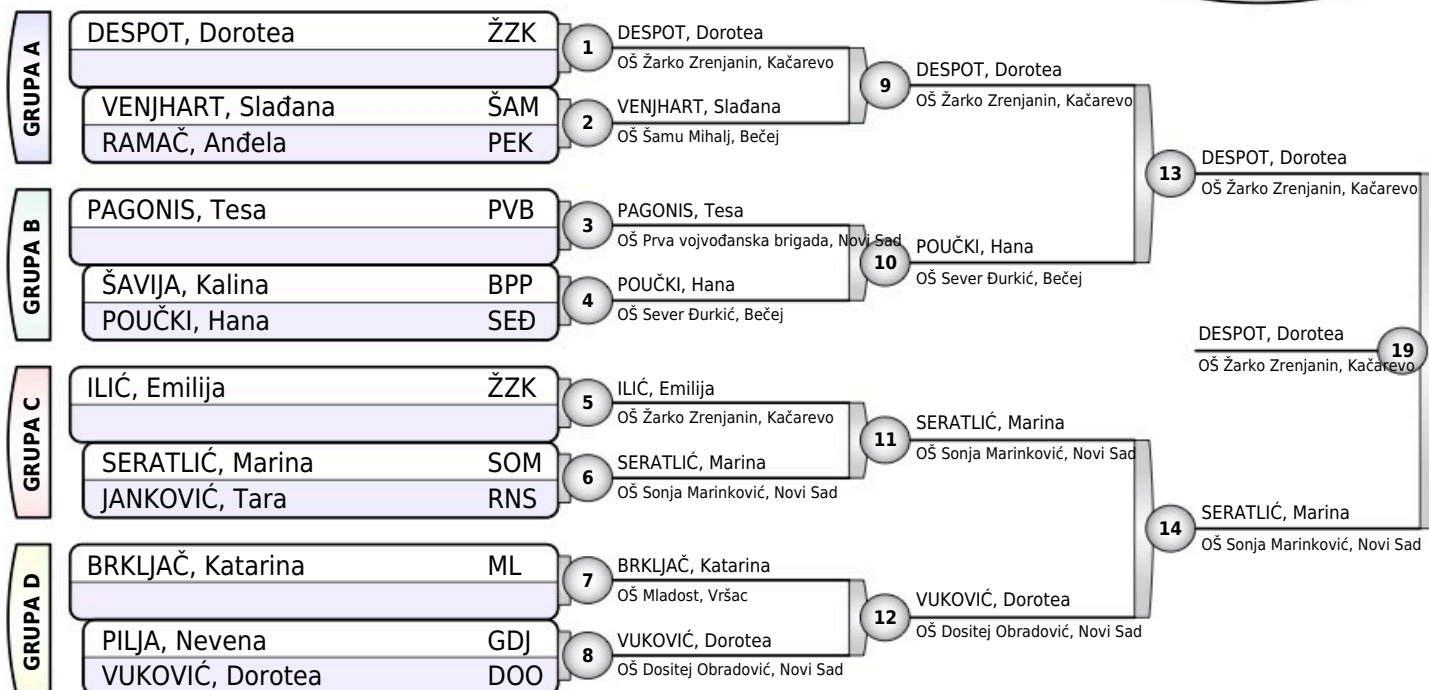 GRUPA A
DESPOT, Dorotea ŽZK
VENJHART, Slađana ŠAM
RAMAČ, Anđela PEK
1
DESPOT, Dorotea
OŠ Žarko Zrenjanin, Kačarevo
2
VENJHART, Slađana
OŠ Šamu Mihalj, Bečej
9
DESPOT, Dorotea
OŠ Žarko Zrenjanin, Kačarevo
GRUPA B
PAGONIS, Tesa PVB
ŠAVIJA, Kalina BPP
POUČKI, Hana SEĐ
3
PAGONIS, Tesa
OŠ Prva vojvođanska brigada, Novi Sad
4
POUČKI, Hana
OŠ Sever Đurkić, Bečej
10
POUČKI, Hana
OŠ Sever Đurkić, Bečej
13
DESPOT, Dorotea
OŠ Žarko Zrenjanin, Kačarevo
GRUPA C
ILIĆ, Emilija ŽZK
SERATLIĆ, Marina SOM
JANKOVIĆ, Tara RNS
5
ILIĆ, Emilija
OŠ Žarko Zrenjanin, Kačarevo
6
SERATLIĆ, Marina
OŠ Sonja Marinković, Novi Sad
11
SERATLIĆ, Marina
OŠ Sonja Marinković, Novi Sad
GRUPA D
BRKLJAČ, Katarina ML
PILJA, Nevena GDJ
VUKOVIĆ, Dorotea DOO
7
BRKLJAČ, Katarina
OŠ Mladost, Vršac
8
VUKOVIĆ, Dorotea
OŠ Dositej Obradović, Novi Sad
12
VUKOVIĆ, Dorotea
OŠ Dositej Obradović, Novi Sad
14
SERATLIĆ, Marina
OŠ Sonja Marinković, Novi Sad
DESPOT, Dorotea
OŠ Žarko Zrenjanin, Kačarevo
19